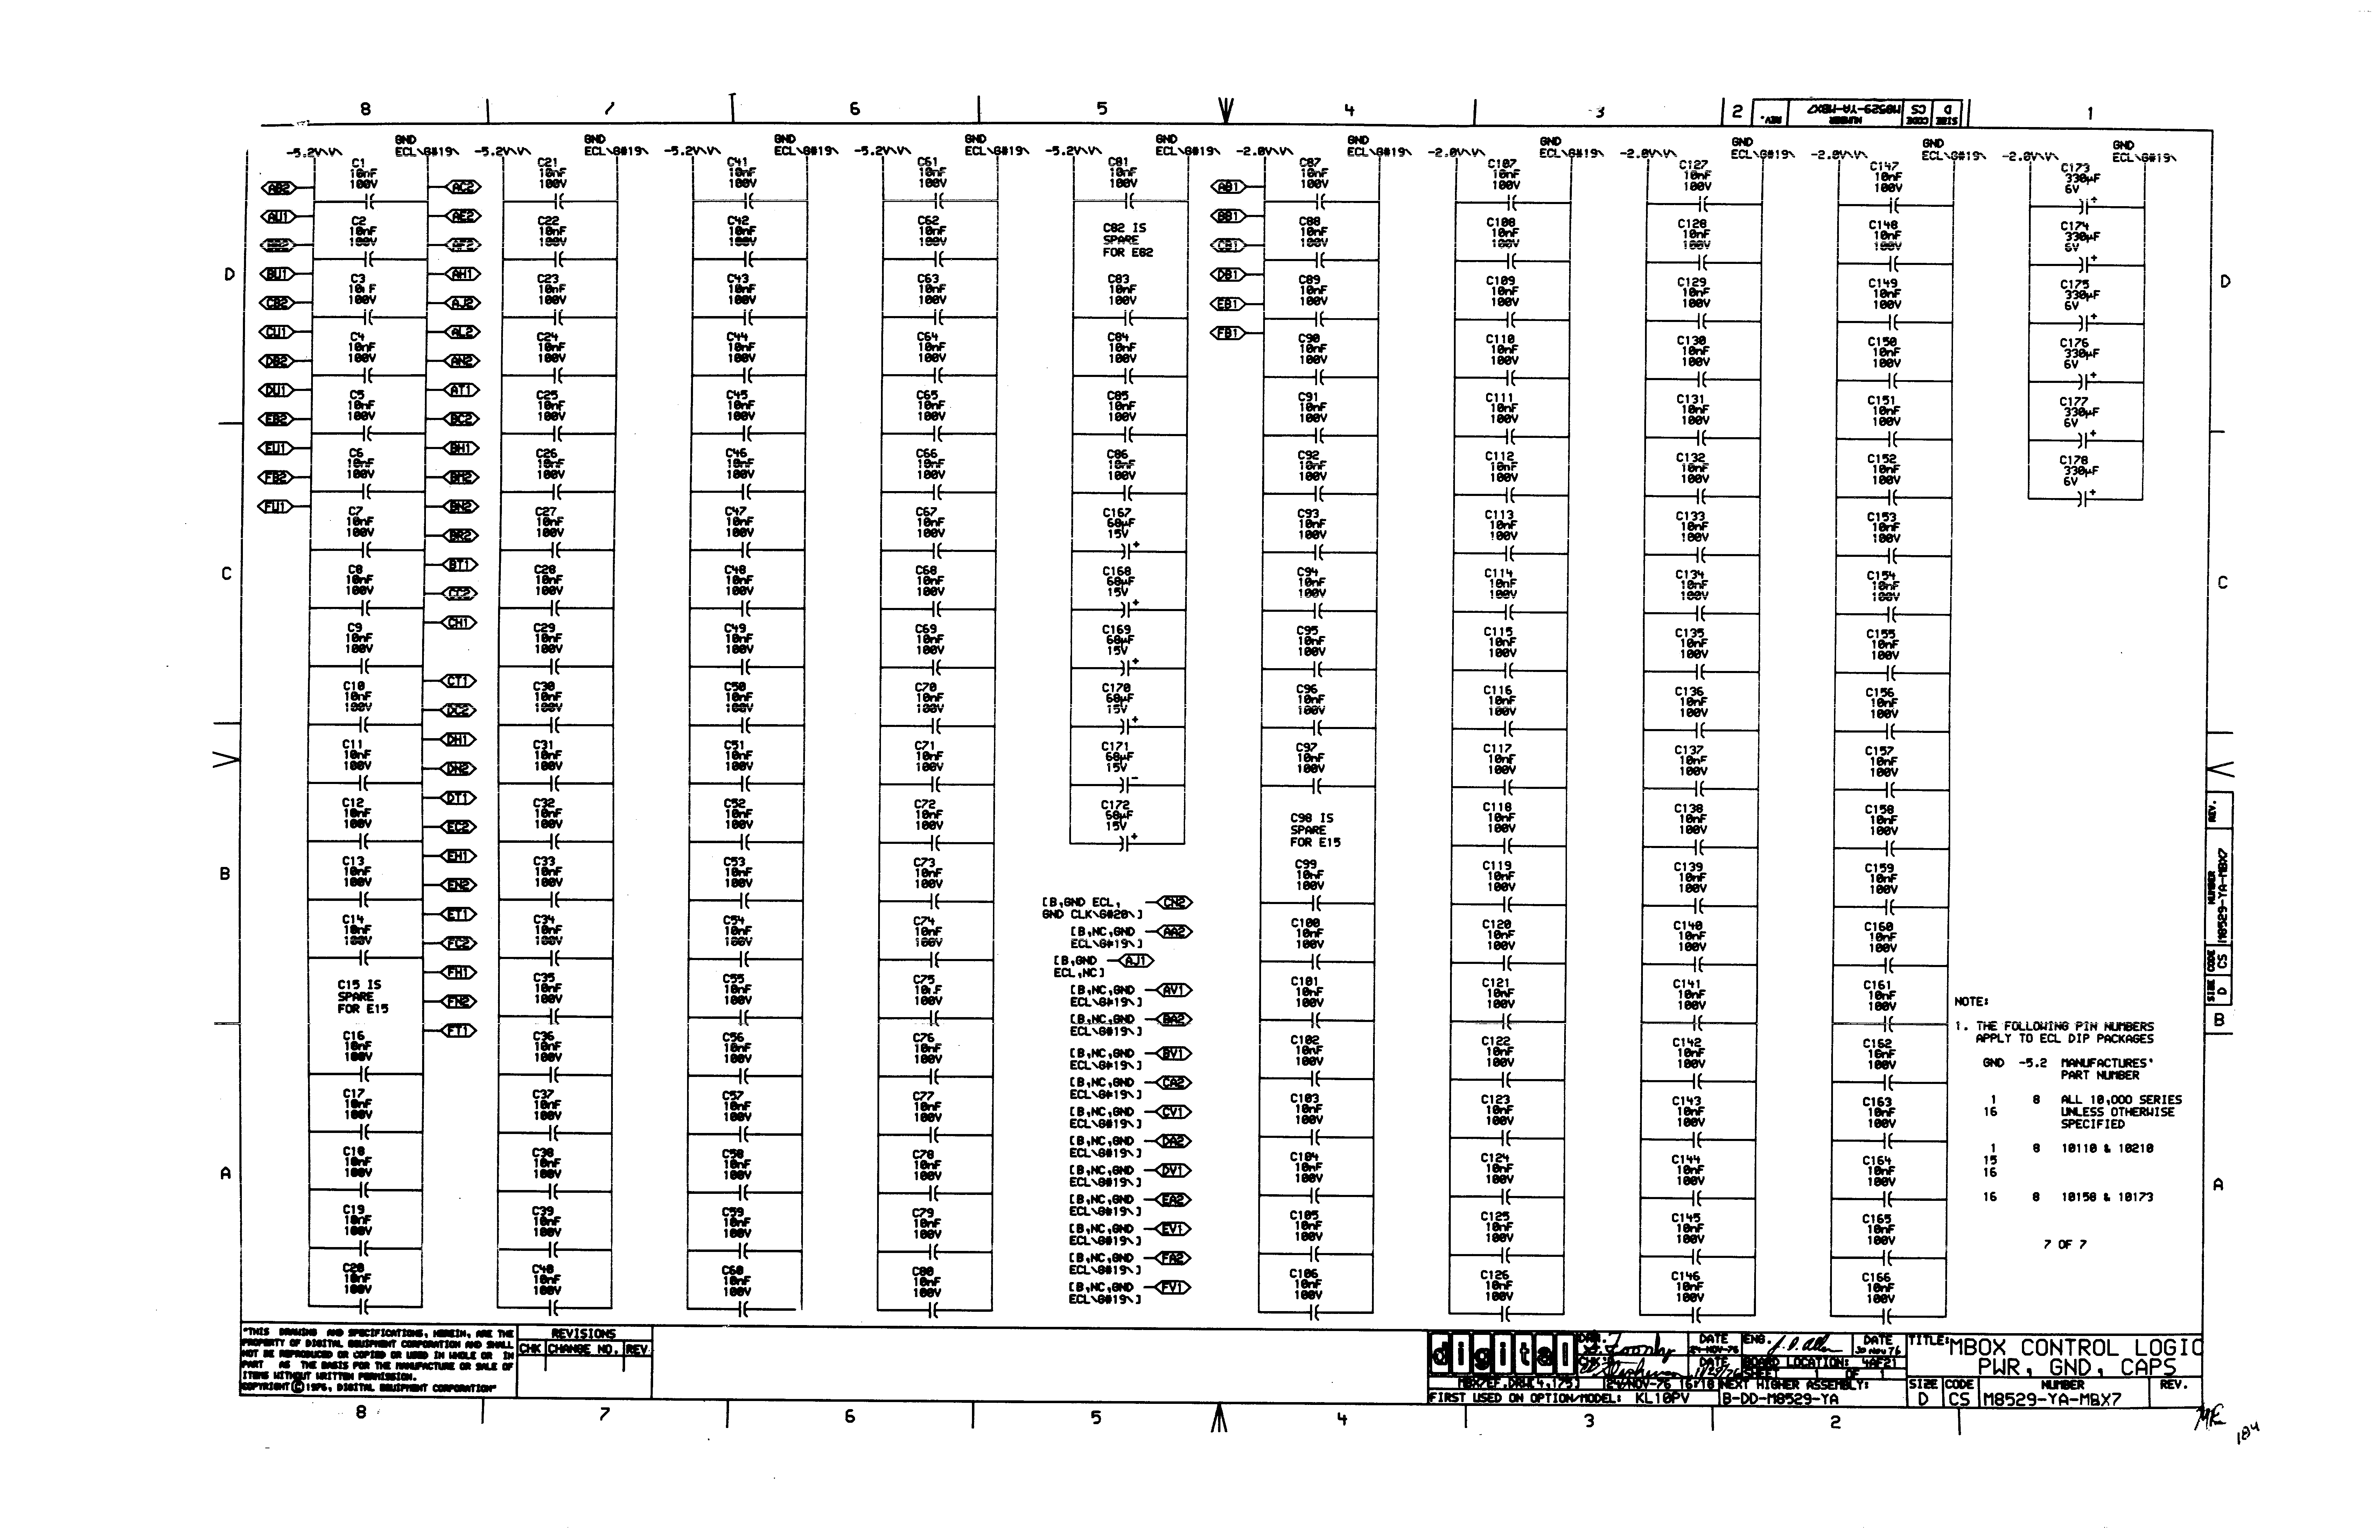 8 7 6 5 4 3 2 1
REV. NUMBER M8529-YA-MBX7 CODE CS SIZE D
GND GND GND GND GND GND GND GND GND GND
-5.2V\V\ ECL\G#19\ -5.2V\V\ ECL\G#19\ -5.2V\V\ ECL\G#19\ -5.2V\V\ ECL\G#19\ -5.2V\V\ ECL\G#19\ -2.0V\V\ ECL\G#19\ -2.0V\V\ ECL\G#19\ -2.0V\V\ ECL\G#19\ -2.0V\V\ ECL\G#19\ -2.0V\V\ ECL\G#19\
AB2
AU1
BB2
BU1
CB2
CU1
DB2
DU1
EB2
EU1
FB2
FU1
C1 10nF 100V
C2 10nF 100V
C3 10nF 100V
C4 10nF 100V
C5 10nF 100V
C6 10nF 100V
C7 10nF 100V
C8 10nF 100V
C9 10nF 100V
C10 10nF 100V
C11 10nF 100V
C12 10nF 100V
C13 10nF 100V
C14 10nF 100V
C15 IS
SPARE
FOR E15
C16 10nF 100V
C17 10nF 100V
C18 10nF 100V
C19 10nF 100V
C20 10nF 100V
AC2
AE2
AF2
AH1
AJ2
AL2
AN2
AT1
BC2
BH1
BM2
BN2
BR2
BT1
CC2
CH1
CT1
DC2
DH1
DN2
DT1
EC2
EH1
EN2
ET1
FC2
FH1
FN2
FT1
C21 10nF 100V
C22 10nF 100V
C23 10nF 100V
C24 10nF 100V
C25 10nF 100V
C26 10nF 100V
C27 10nF 100V
C28 10nF 100V
C29 10nF 100V
C30 10nF 100V
C31 10nF 100V
C32 10nF 100V
C33 10nF 100V
C34 10nF 100V
C35 10nF 100V
C36 10nF 100V
C37 10nF 100V
C38 10nF 100V
C39 10nF 100V
C40 10nF 100V
C41 10nF 100V
C42 10nF 100V
C43 10nF 100V
C44 10nF 100V
C45 10nF 100V
C46 10nF 100V
C47 10nF 100V
C48 10nF 100V
C49 10nF 100V
C50 10nF 100V
C51 10nF 100V
C52 10nF 100V
C53 10nF 100V
C54 10nF 100V
C55 10nF 100V
C56 10nF 100V
C57 10nF 100V
C58 10nF 100V
C59 10nF 100V
C60 10nF 100V
C61 10nF 100V
C62 10nF 100V
C63 10nF 100V
C64 10nF 100V
C65 10nF 100V
C66 10nF 100V
C67 10nF 100V
C68 10nF 100V
C69 10nF 100V
C70 10nF 100V
C71 10nF 100V
C72 10nF 100V
C73 10nF 100V
C74 10nF 100V
C75 10nF 100V
C76 10nF 100V
C77 10nF 100V
C78 10nF 100V
C79 10nF 100V
C80 10nF 100V
C81 10nF 100V
C82 IS
SPARE
FOR E82
C83 10nF 100V
C84 10nF 100V
C85 10nF 100V
C86 10nF 100V
C167 68µF 15V +
C168 68µF 15V +
C169 68µF 15V +
C170 68µF 15V +
C171 68µF 15V -
C172 68µF 15V +
[B,GND ECL, CN2
GND CLK\G#20\]
[B,NC,GND AA2
ECL\G#19\]
[B,GND AJ1
ECL,NC]
[B,NC,GND AV1
ECL\G#19\]
[B,NC,GND BA2
ECL\G#19\]
[B,NC,GND BV1
ECL\G#19\]
[B,NC,GND CA2
ECL\G#19\]
[B,NC,GND CV1
ECL\G#19\]
[B,NC,GND DA2
ECL\G#19\]
[B,NC,GND DV1
ECL\G#19\]
[B,NC,GND EA2
ECL\G#19\]
[B,NC,GND EV1
ECL\G#19\]
[B,NC,GND FA2
ECL\G#19\]
[B,NC,GND FV1
ECL\G#19\]
AB1
BB1
CB1
DB1
EB1
FB1
C87 10nF 100V
C88 10nF 100V
C89 10nF 100V
C90 10nF 100V
C91 10nF 100V
C92 10nF 100V
C93 10nF 100V
C94 10nF 100V
C95 10nF 100V
C96 10nF 100V
C97 10nF 100V
C98 IS
SPARE
FOR E15
C99 10nF 100V
C100 10nF 100V
C101 10nF 100V
C102 10nF 100V
C103 10nF 100V
C104 10nF 100V
C105 10nF 100V
C106 10nF 100V
C107 10nF 100V
C108 10nF 100V
C109 10nF 100V
C110 10nF 100V
C111 10nF 100V
C112 10nF 100V
C113 10nF 100V
C114 10nF 100V
C115 10nF 100V
C116 10nF 100V
C117 10nF 100V
C118 10nF 100V
C119 10nF 100V
C120 10nF 100V
C121 10nF 100V
C122 10nF 100V
C123 10nF 100V
C124 10nF 100V
C125 10nF 100V
C126 10nF 100V
C127 10nF 100V
C128 10nF 100V
C129 10nF 100V
C130 10nF 100V
C131 10nF 100V
C132 10nF 100V
C133 10nF 100V
C134 10nF 100V
C135 10nF 100V
C136 10nF 100V
C137 10nF 100V
C138 10nF 100V
C139 10nF 100V
C140 10nF 100V
C141 10nF 100V
C142 10nF 100V
C143 10nF 100V
C144 10nF 100V
C145 10nF 100V
C146 10nF 100V
C147 10nF 100V
C148 10nF 100V
C149 10nF 100V
C150 10nF 100V
C151 10nF 100V
C152 10nF 100V
C153 10nF 100V
C154 10nF 100V
C155 10nF 100V
C156 10nF 100V
C157 10nF 100V
C158 10nF 100V
C159 10nF 100V
C160 10nF 100V
C161 10nF 100V
C162 10nF 100V
C163 10nF 100V
C164 10nF 100V
C165 10nF 100V
C166 10nF 100V
C173 330µF 6V +
C174 330µF 6V +
C175 330µF 6V +
C176 330µF 6V +
C177 330µF 6V +
C178 330µF 6V +
D C B A
D C B A
NOTE:
1. THE FOLLOWING PIN NUMBERS
APPLY TO ECL DIP PACKAGES
GND -5.2 MANUFACTURES'
PART NUMBER
1 8 ALL 10,000 SERIES
16 UNLESS OTHERWISE
SPECIFIED
1 8 10110 & 10210
15
16
16 8 10158 & 10173
7 OF 7
SIZE D CODE CS NUMBER M8529-YA-MBX7 REV.
"THIS DRAWING AND SPECIFICATIONS, HEREIN, ARE THE
PROPERTY OF DIGITAL EQUIPMENT CORPORATION AND SHALL
NOT BE REPRODUCED OR COPIED OR USED IN WHOLE OR IN
PART AS THE BASIS FOR THE MANUFACTURE OR SALE OF
ITEMS WITHOUT WRITTEN PERMISSION.
COPYRIGHT © 1976, DIGITAL EQUIPMENT CORPORATION"
REVISIONS
CHK CHANGE NO. REV
digital
DRN. DATE 24-NOV-76 ENG. J. D. Allen DATE 30 Nov 76
DATE 11/29/76 BOARD LOCATION: 4AF21
SHEET 1 OF 1
MBX7EF.DRW[4,175] 24-NOV-76 16:18 NEXT HIGHER ASSEMBLY:
FIRST USED ON OPTION/MODEL: KL10PV B-DD-M8529-YA
TITLE: MBOX CONTROL LOGIC
PWR, GND, CAPS
SIZE CODE NUMBER REV.
D CS M8529-YA-MBX7
8 7 6 5 4 3 2
184